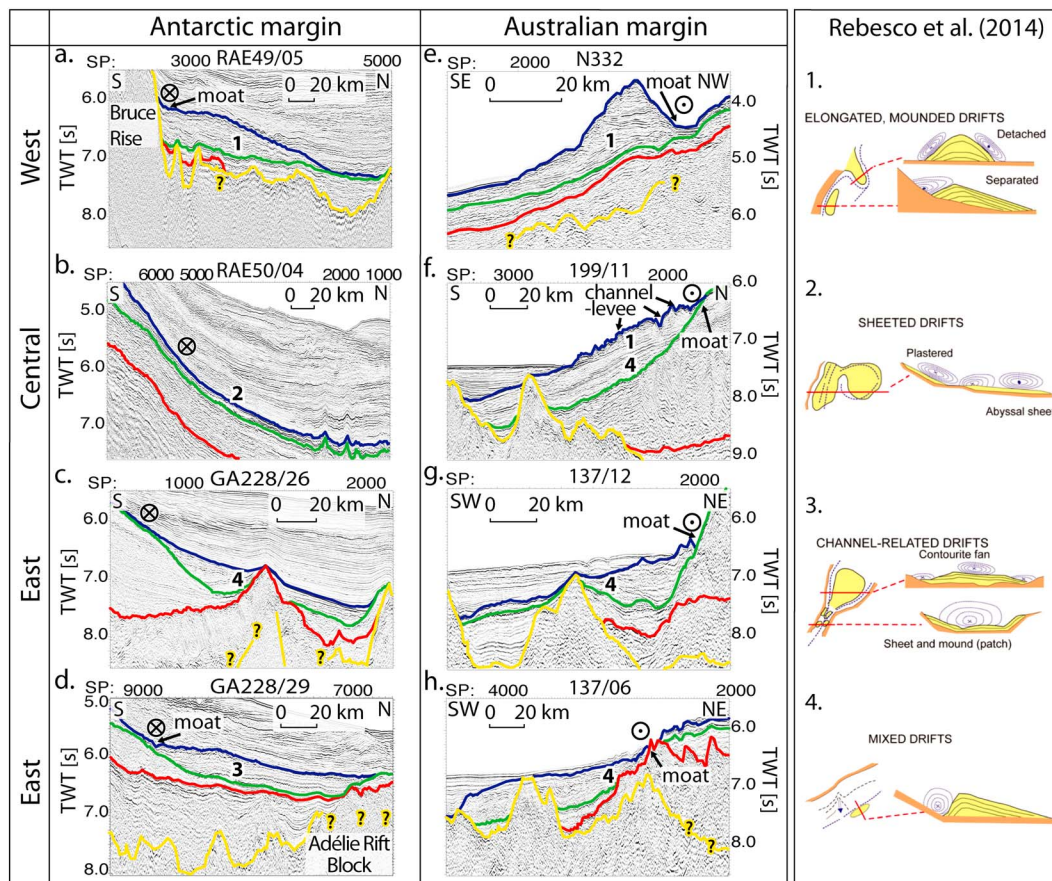 Antarctic margin
Australian margin
Rebesco et al. (2014)
West
a.
SP:
3000
RAE49/05
5000
S
N
0 20 km
moat
Bruce
Rise
1
?
6.0
7.0
8.0
TWT [s]
e.
SP:
2000
N332
SE
NW
0 20 km
moat
1
?
?
4.0
5.0
6.0
TWT [s]
Central
b.
SP:
6000
5000
RAE50/04
2000
1000
S
N
0 20 km
2
5.0
6.0
7.0
TWT [s]
f.
SP:
3000
199/11
2000
S
N
0 20 km
channel
-levee
moat
1
4
6.0
7.0
8.0
9.0
TWT [s]
East
c.
SP:
1000
GA228/26
2000
S
N
0 20 km
4
?
?
?
6.0
7.0
8.0
TWT [s]
g.
SP:
137/12
2000
SW
NE
0 20 km
moat
4
6.0
7.0
8.0
TWT [s]
East
d.
SP:
9000
GA228/29
7000
S
N
0 20 km
moat
3
? ? ?
Adélie Rift
Block
5.0
6.0
7.0
8.0
TWT [s]
h.
SP:
4000
137/06
2000
SW
NE
0 20 km
moat
4
?
?
6.0
7.0
8.0
TWT [s]
1.
ELONGATED, MOUNDED DRIFTS
Detached
Separated
2.
SHEETED DRIFTS
Plastered
Abyssal sheet
3.
CHANNEL-RELATED DRIFTS
Contourite fan
Sheet and mound (patch)
4.
MIXED DRIFTS